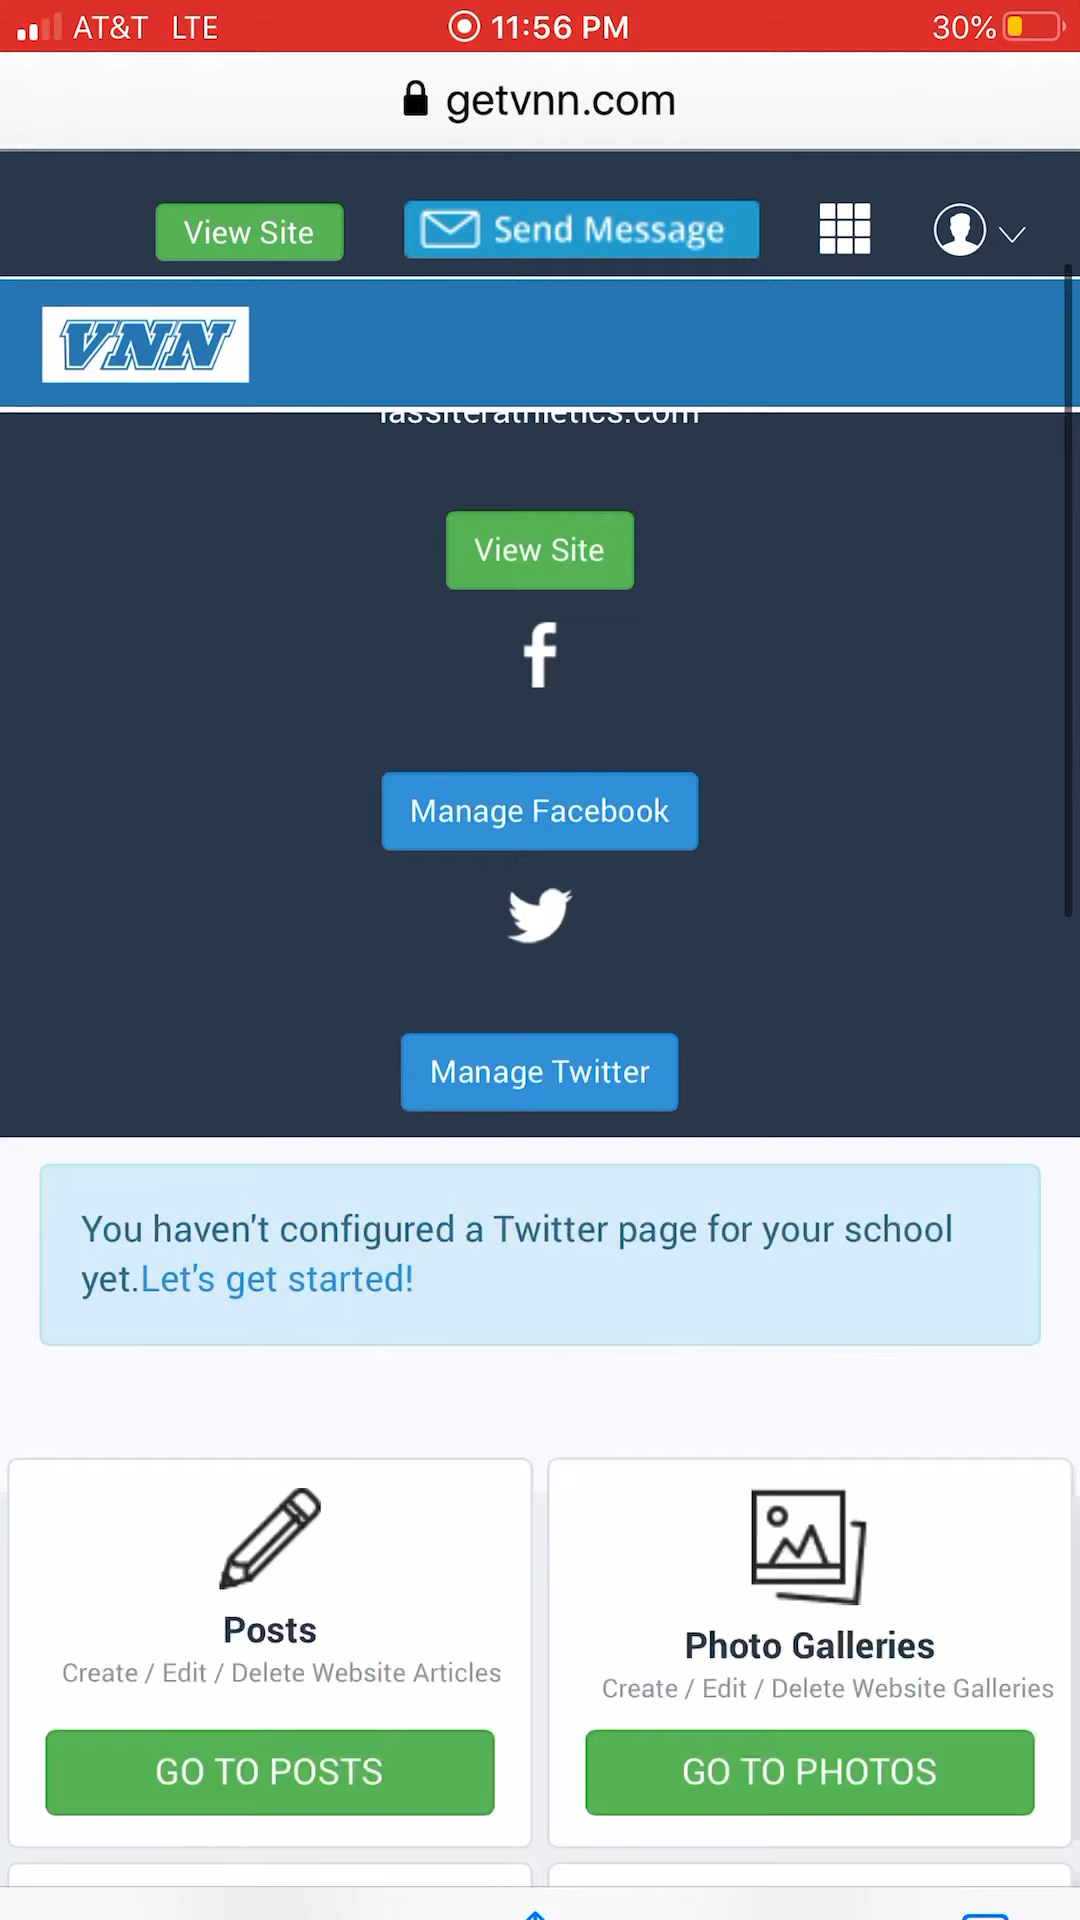 AT&T LTE 11:56 PM 30%
getvnn.com
View Site Send Message
VNN
lassiterathletics.com
View Site
Manage Facebook
Manage Twitter
You haven't configured a Twitter page for your school
yet.Let's get started!
Posts
Create / Edit / Delete Website Articles
GO TO POSTS
Photo Galleries
Create / Edit / Delete Website Galleries
GO TO PHOTOS